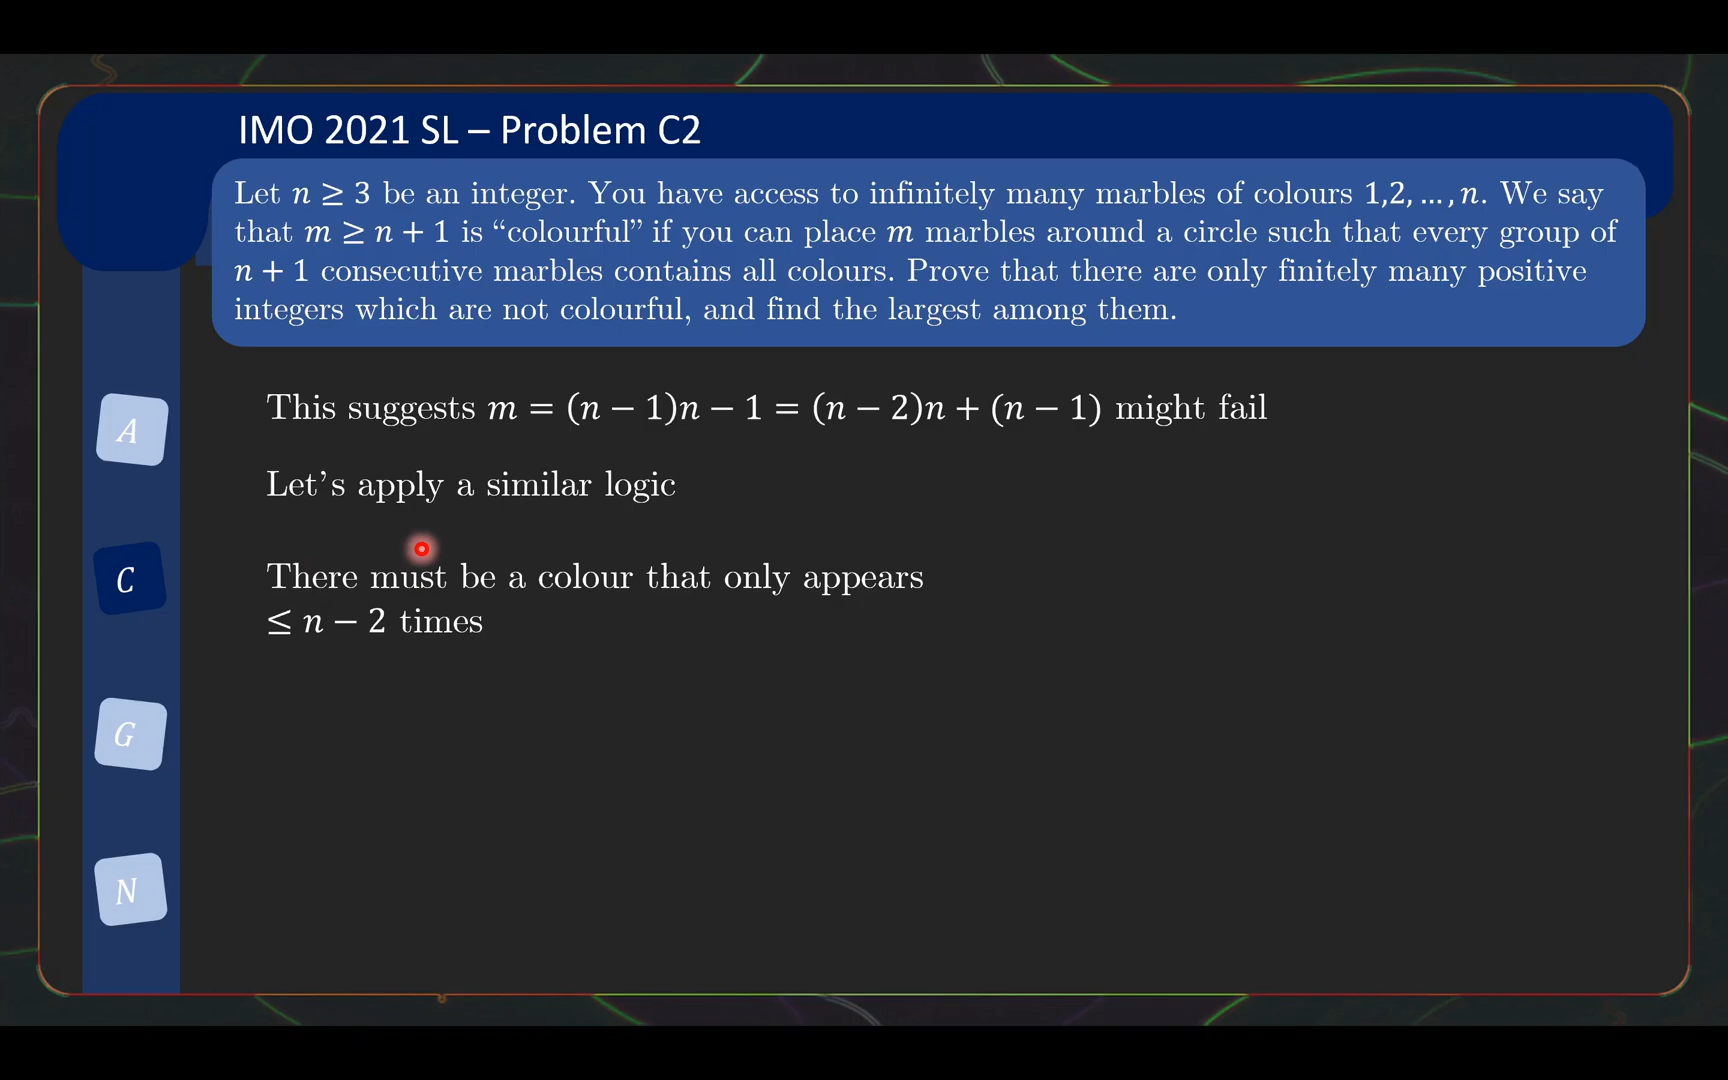 IMO 2021 SL – Problem C2
Let n ≥ 3 be an integer. You have access to infinitely many marbles of colours 1,2, … , n. We say
that m ≥ n + 1 is “colourful” if you can place m marbles around a circle such that every group of
n + 1 consecutive marbles contains all colours. Prove that there are only finitely many positive
integers which are not colourful, and find the largest among them.
This suggests m = (n − 1)n − 1 = (n − 2)n + (n − 1) might fail
A
Let’s apply a similar logic
There must be a colour that only appears
≤ n − 2 times
C
G
N